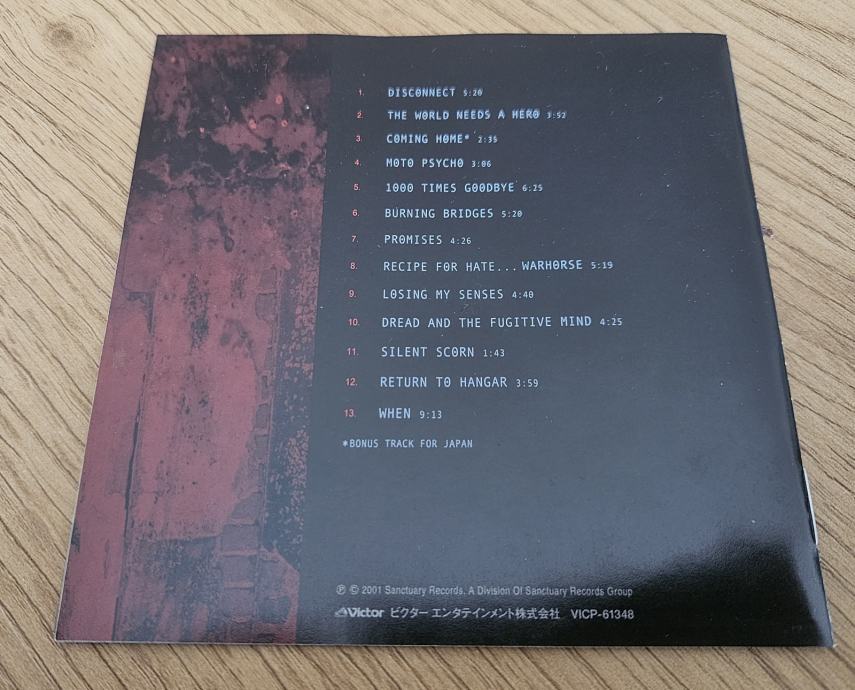 1. DISCONNECT 5:20
2. THE WORLD NEEDS A HERO 3:52
3. COMING HOME* 2:35
4. MOTO PSYCHO 3:06
5. 1000 TIMES GOODBYE 6:25
6. BURNING BRIDGES 5:20
7. PROMISES 4:26
8. RECIPE FOR HATE... WARHORSE 5:19
9. LOSING MY SENSES 4:40
10. DREAD AND THE FUGITIVE MIND 4:25
11. SILENT SCORN 1:43
12. RETURN TO HANGAR 3:59
13. WHEN 9:13
*BONUS TRACK FOR JAPAN
℗ © 2001 Sanctuary Records, A Division Of Sanctuary Records Group
Victor ビクター エンタテインメント株式会社 VICP-61348